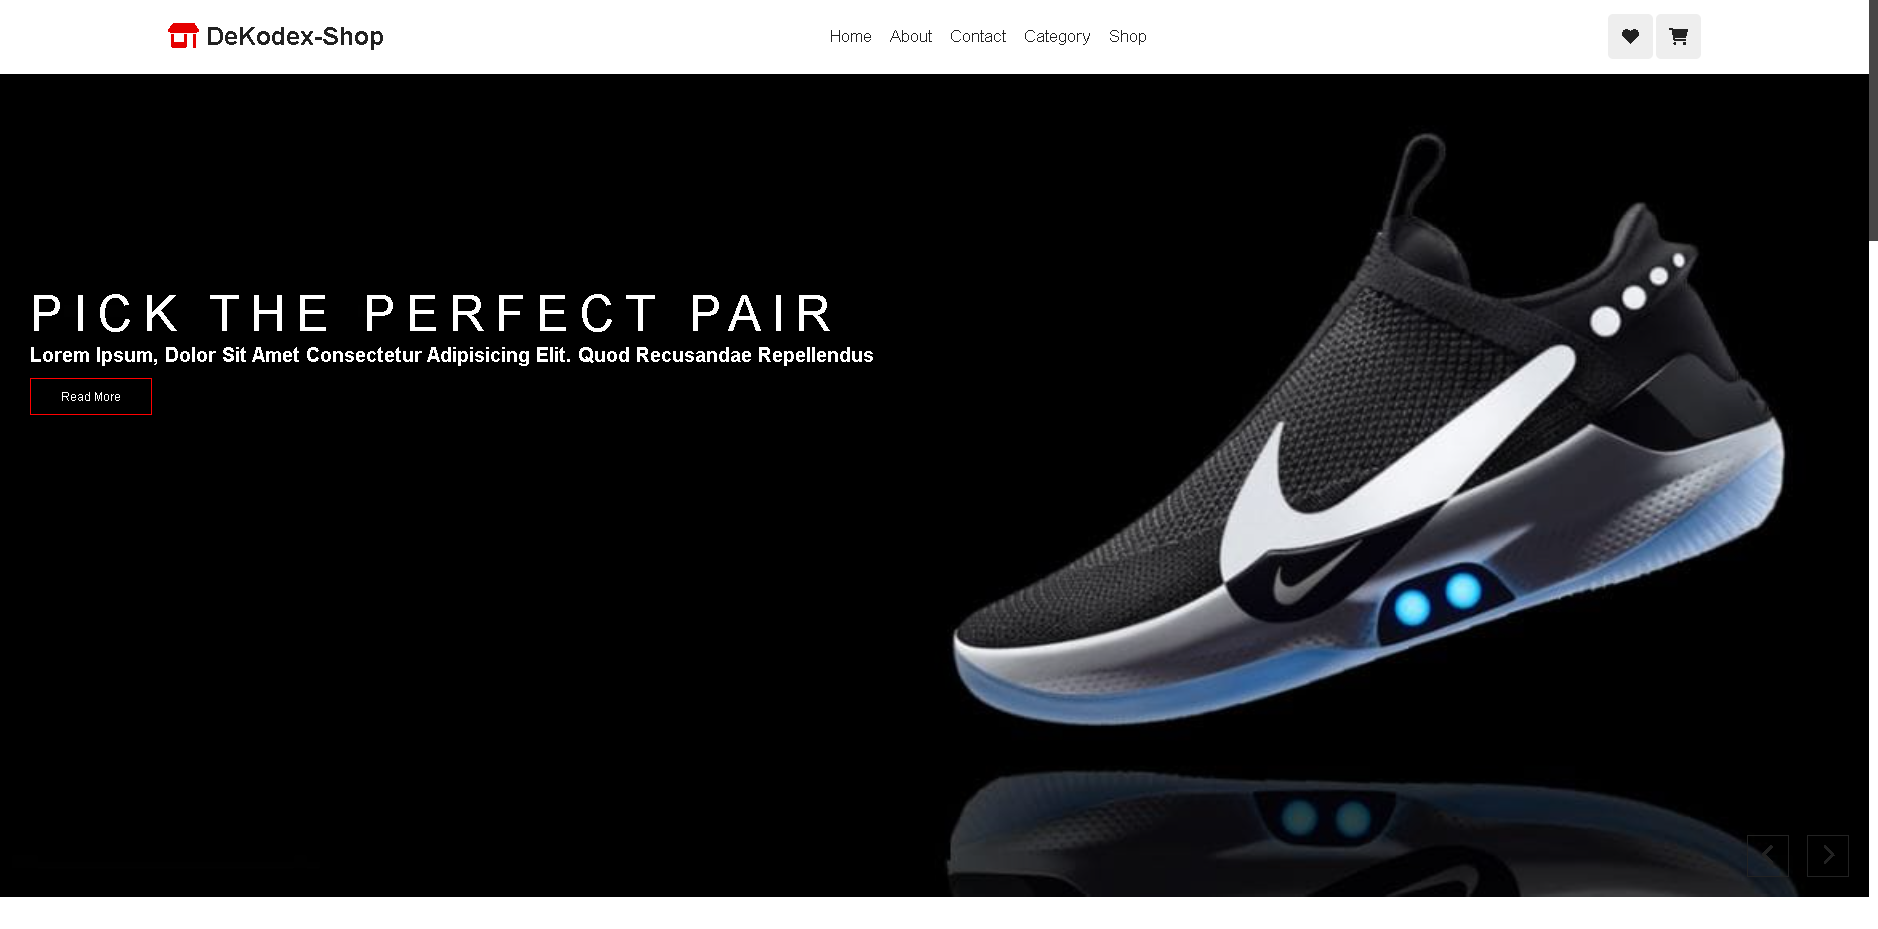 DeKodex-Shop
Home About Contact Category Shop
PICK THE PERFECT PAIR
Lorem Ipsum, Dolor Sit Amet Consectetur Adipisicing Elit. Quod Recusandae Repellendus
Read More